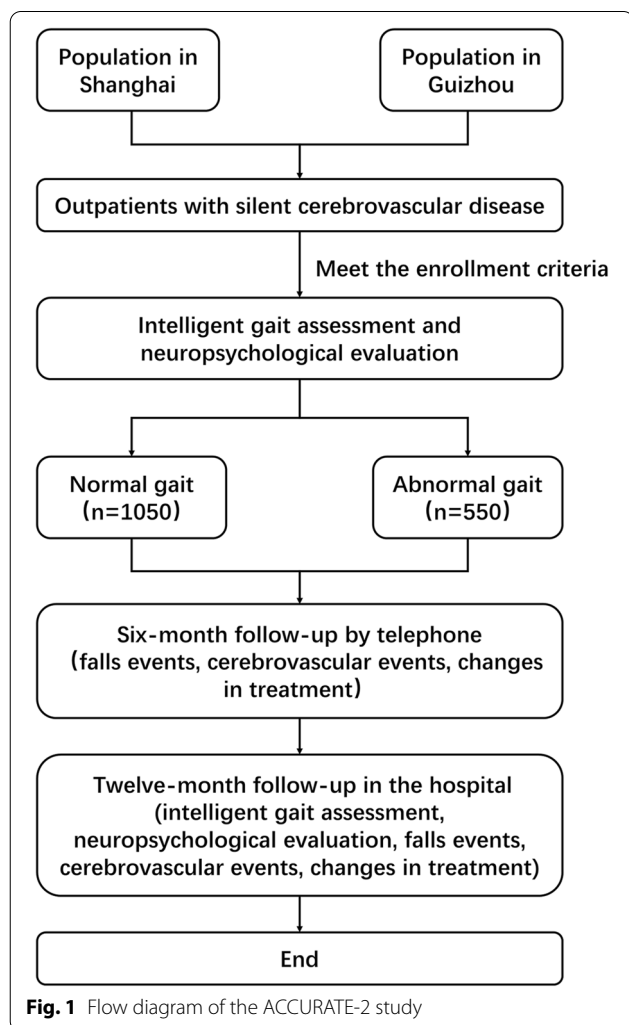 Population in
Shanghai
Population in
Guizhou
Outpatients with silent cerebrovascular disease
Meet the enrollment criteria
Intelligent gait assessment and
neuropsychological evaluation
Normal gait
(n=1050)
Abnormal gait
(n=550)
Six-month follow-up by telephone
(falls events, cerebrovascular events, changes
in treatment)
Twelve-month follow-up in the hospital
(intelligent gait assessment,
neuropsychological evaluation, falls events,
cerebrovascular events, changes in treatment)
End
Fig. 1 Flow diagram of the ACCURATE-2 study